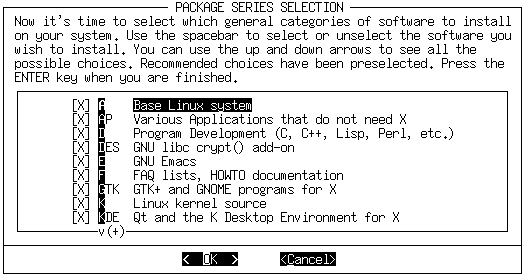 PACKAGE SERIES SELECTION
Now it's time to select which general categories of software to install
on your system. Use the spacebar to select or unselect the software you
wish to install. You can use the up and down arrows to see all the
possible choices. Recommended choices have been preselected. Press the
ENTER key when you are finished.
[X] A Base Linux system
[X] AP Various Applications that do not need X
[X] D Program Development (C, C++, Lisp, Perl, etc.)
[X] DES GNU libc crypt() add-on
[X] E GNU Emacs
[X] F FAQ lists, HOWTO documentation
[X] GTK GTK+ and GNOME programs for X
[X] K Linux kernel source
[X] KDE Qt and the K Desktop Environment for X
v(+)
< OK > <Cancel>